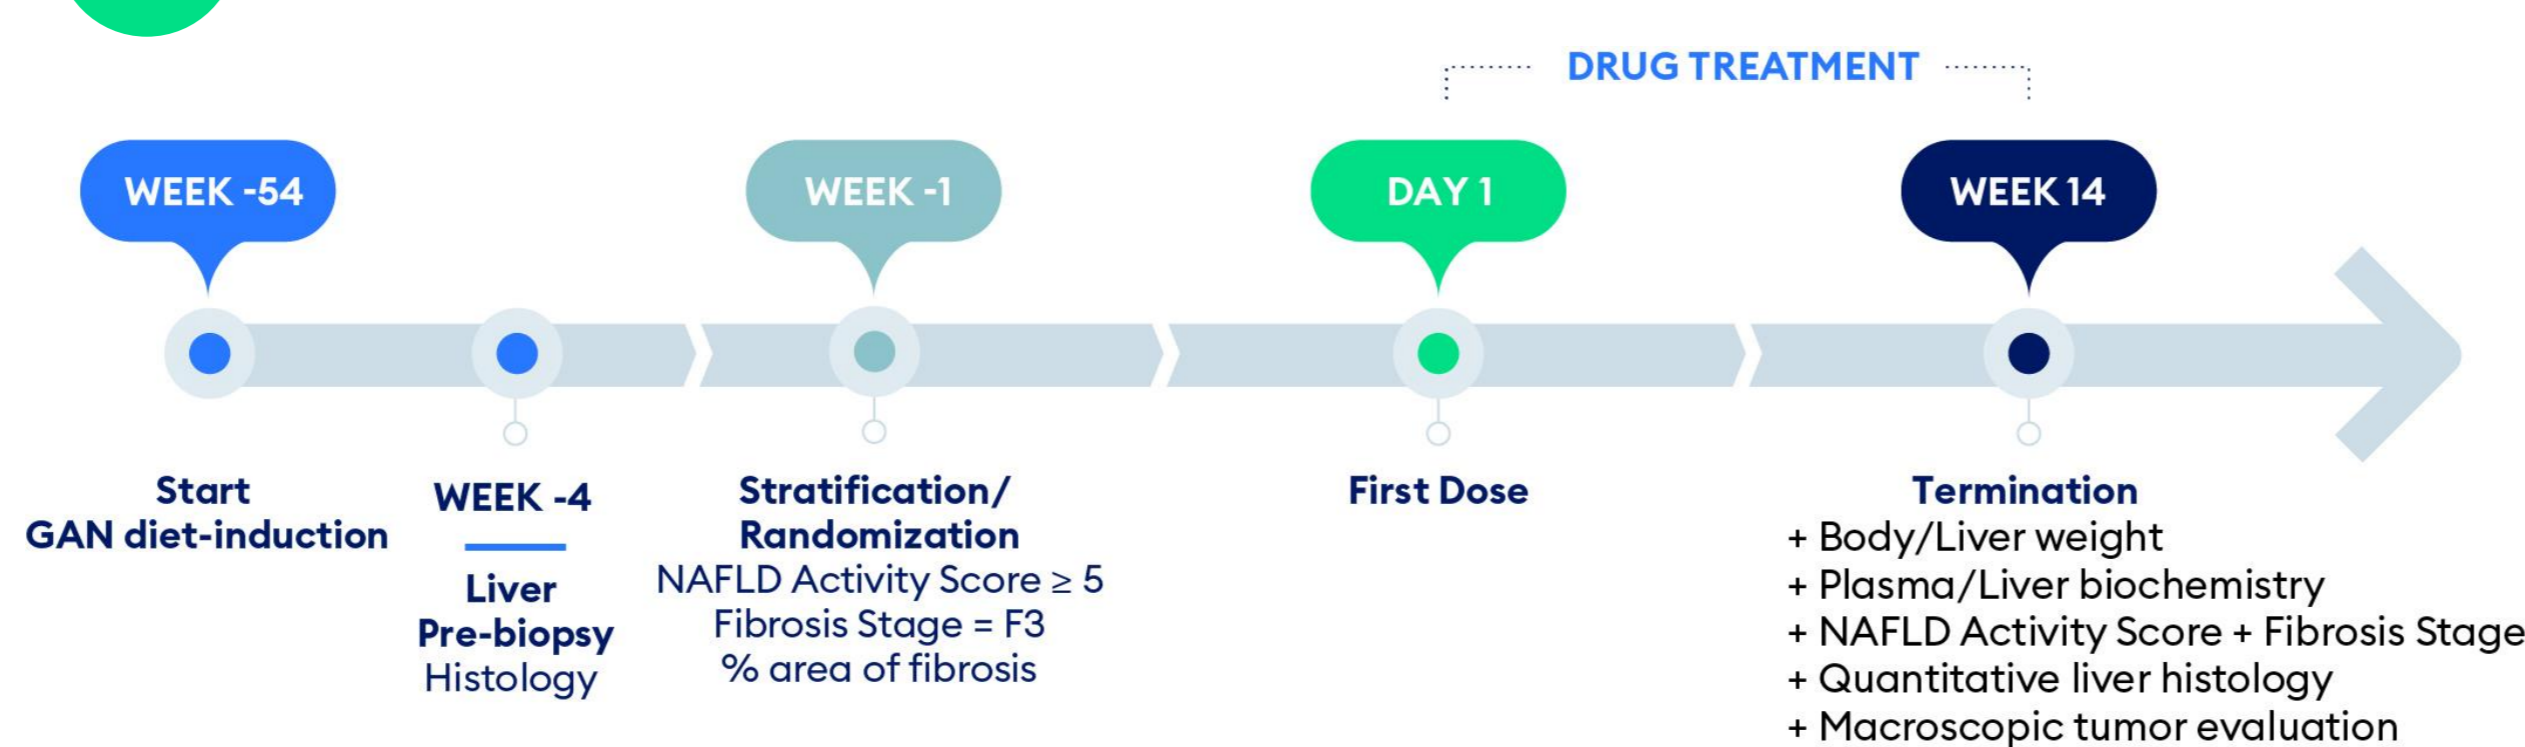 DRUG TREATMENT
WEEK -54
WEEK -1
DAY 1
WEEK 14
Start
GAN diet-induction
WEEK -4
Liver
Pre-biopsy
Histology
Stratification/
Randomization
NAFLD Activity Score ≥ 5
Fibrosis Stage = F3
% area of fibrosis
First Dose
Termination
+ Body/Liver weight
+ Plasma/Liver biochemistry
+ NAFLD Activity Score + Fibrosis Stage
+ Quantitative liver histology
+ Macroscopic tumor evaluation